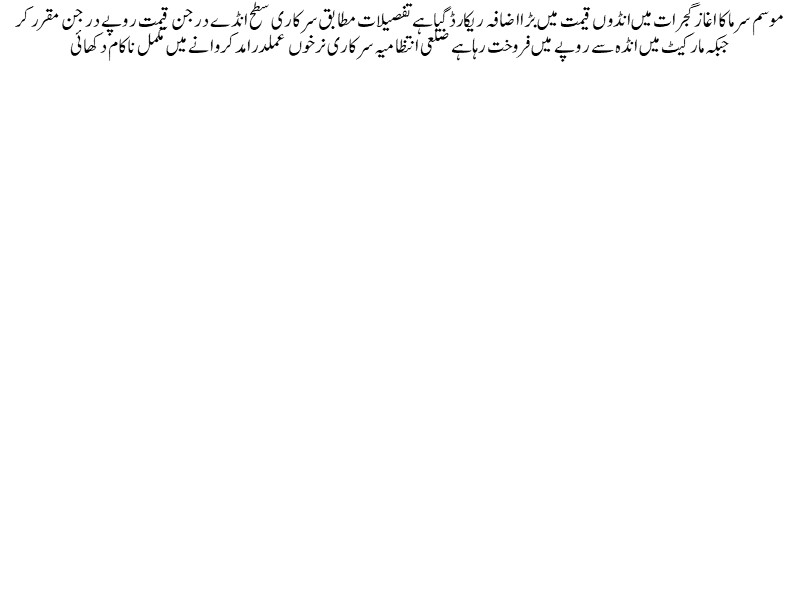 موسم سرما کا اغاز گجرات میں انڈوں قیمت میں بڑا اضافہ ریکارڈ گیا ہے تفصیلات مطابق سرکاری سطح انڈے درجن قیمت روپے درجن مقرر کر
جبکہ مارکیٹ میں انڈہ سے روپے میں فروخت رہا ہے ضلعی انتظامیہ سرکاری نرخوں عملدرامد کروانے میں مکمل ناکام دکھائی